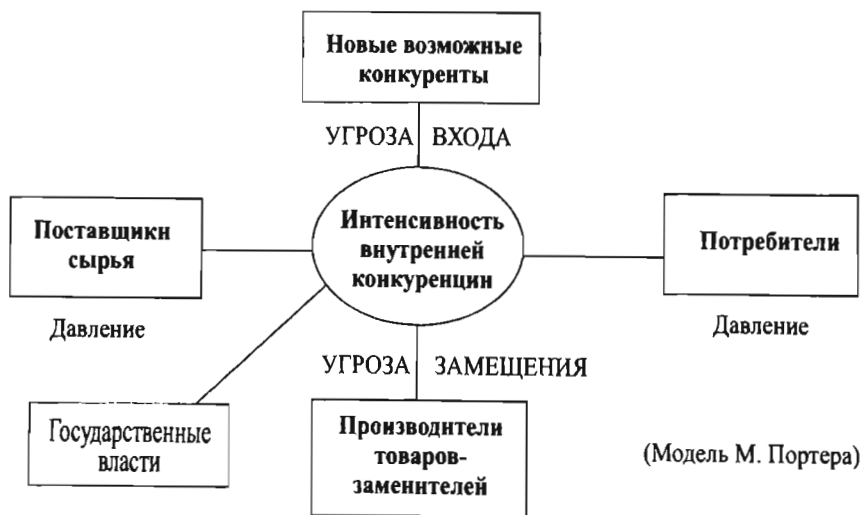 Новые возможные
конкуренты
УГРОЗА ВХОДА
Поставщики
сырья
Интенсивность
внутренней
конкуренции
Потребители
Давление
Давление
УГРОЗА ЗАМЕЩЕНИЯ
Государственные
власти
Производители
товаров-
заменителей
(Модель М. Портера)